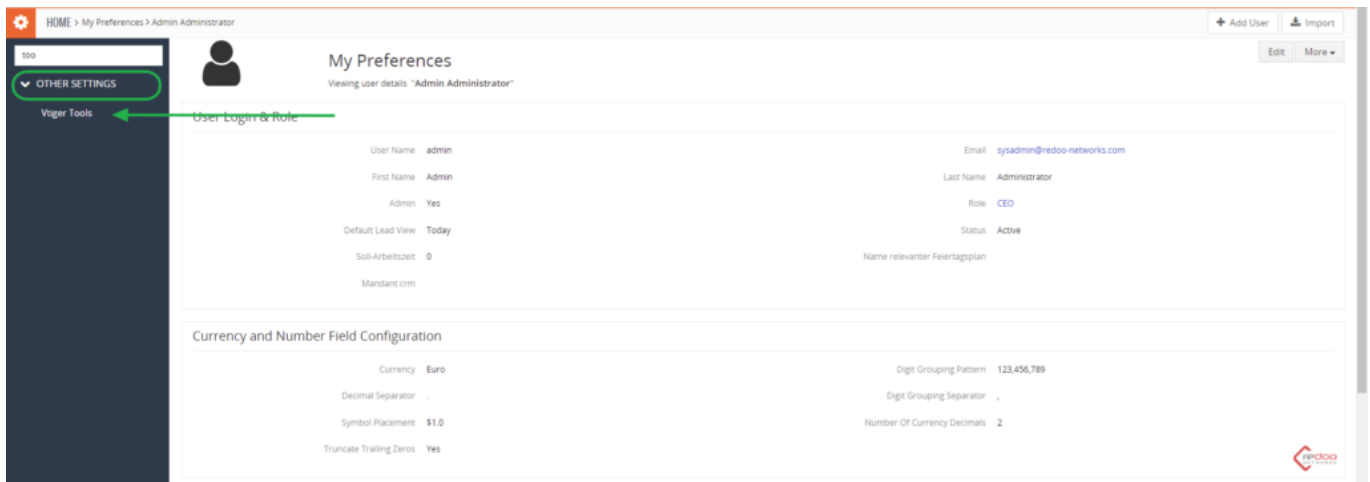 HOME > My Preferences > Admin Administrator
+ Add User
Import
too
OTHER SETTINGS
Vtiger Tools
My Preferences
Viewing user details "Admin Administrator"
Edit
More
User Login & Role
User Name admin
Email sysadmin@redoo-networks.com
First Name Admin
Last Name Administrator
Admin Yes
Role CEO
Default Lead View Today
Status Active
Soll-Arbeitszeit 0
Name relevanter Feiertagsplan
Mandant crm
Currency and Number Field Configuration
Currency Euro
Digit Grouping Pattern 123,456,789
Decimal Separator .
Digit Grouping Separator ,
Symbol Placement $1.0
Number Of Currency Decimals 2
Truncate Trailing Zeros Yes
redoo
NETWORKS